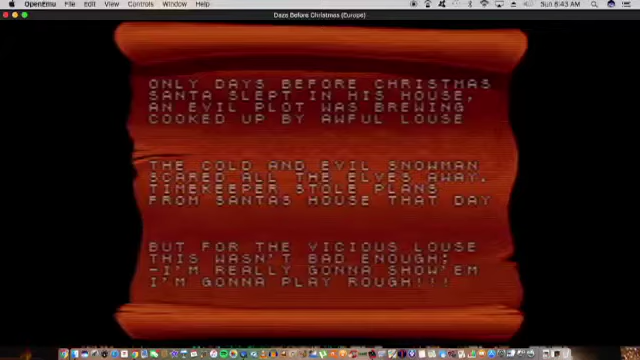 OpenEmu File Edit Controls Window Help
Sun 8:43 AM
Daze Before Christmas (Europe)
ONLY DAYS BEFORE CHRISTMAS
SANTA SLEPT IN HIS HOUSE,
AN EVIL PLOT WAS BREWING
COOKED UP BY AWFUL LOUSE
THE COLD AND EVIL SNOWMAN
SCARED ALL THE ELVES AWAY.
TIMEKEEPER STOLE PLANS
FROM SANTAS HOUSE THAT DAY
BUT FOR THE VICIOUS LOUSE
THIS WASN'T BAD ENOUGH;
-I'M REALLY GONNA SHOW'EM
I'M GONNA PLAY ROUGH!!!